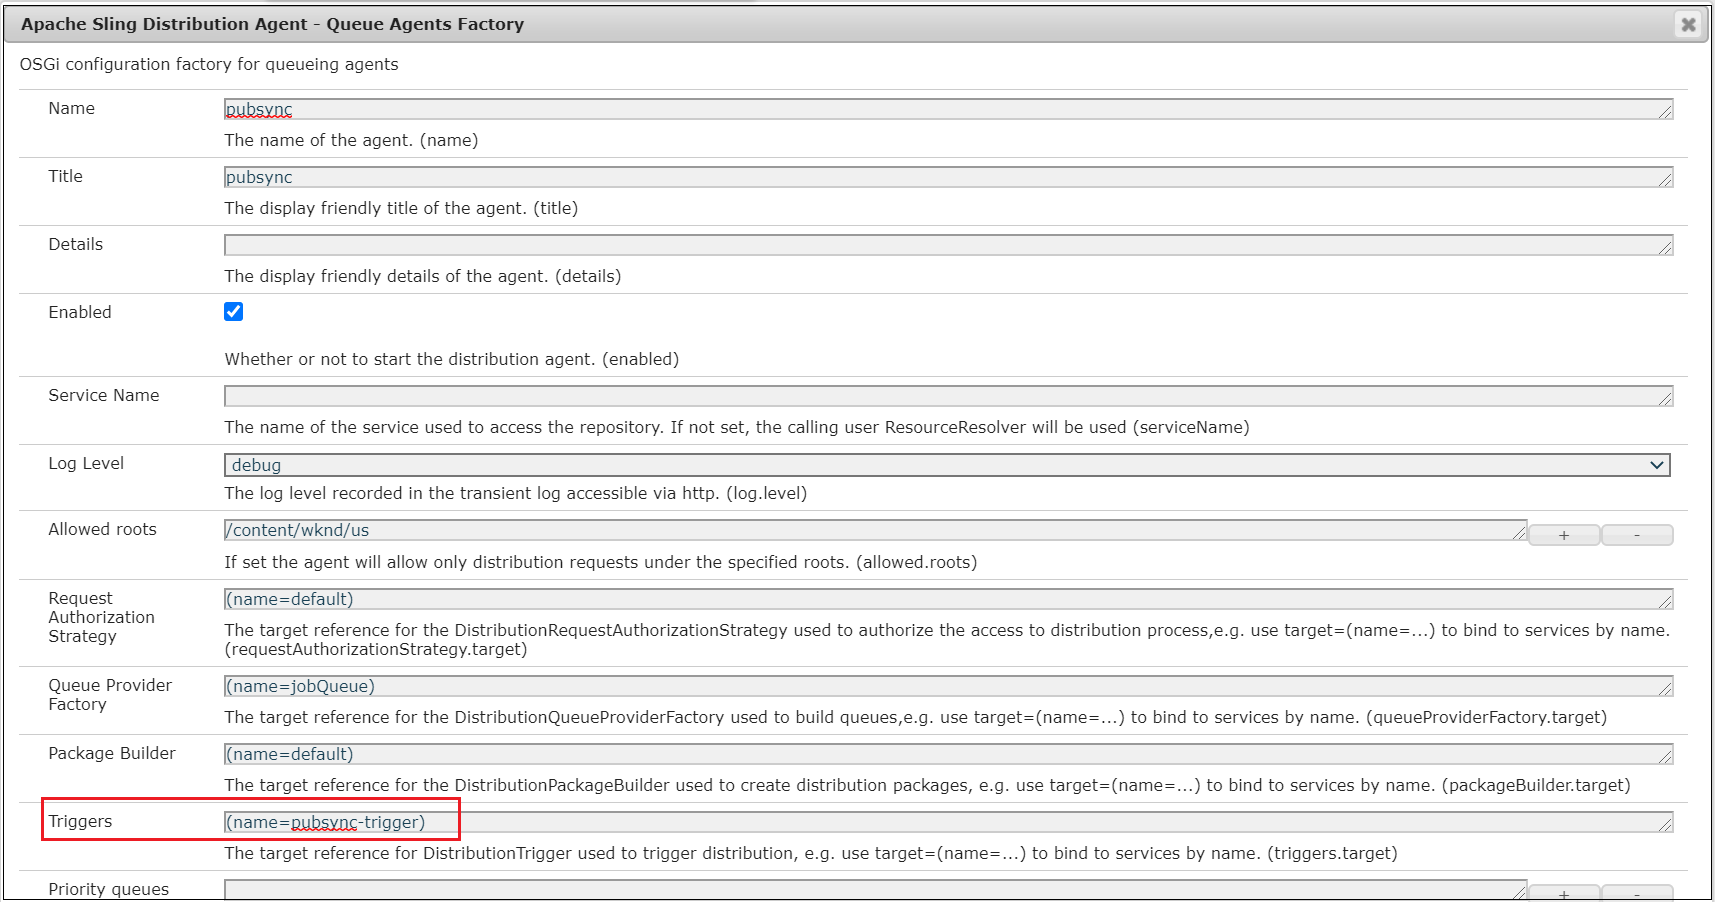 Apache Sling Distribution Agent - Queue Agents Factory
OSGi configuration factory for queueing agents
Name
pubsync
The name of the agent. (name)
Title
pubsync
The display friendly title of the agent. (title)
Details
The display friendly details of the agent. (details)
Enabled
Whether or not to start the distribution agent. (enabled)
Service Name
The name of the service used to access the repository. If not set, the calling user ResourceResolver will be used (serviceName)
Log Level
debug
The log level recorded in the transient log accessible via http. (log.level)
Allowed roots
/content/wknd/us
+ -
If set the agent will allow only distribution requests under the specified roots. (allowed.roots)
Request
Authorization
Strategy
(name=default)
The target reference for the DistributionRequestAuthorizationStrategy used to authorize the access to distribution process,e.g. use target=(name=...) to bind to services by name.
(requestAuthorizationStrategy.target)
Queue Provider
Factory
(name=jobQueue)
The target reference for the DistributionQueueProviderFactory used to build queues,e.g. use target=(name=...) to bind to services by name. (queueProviderFactory.target)
Package Builder
(name=default)
The target reference for the DistributionPackageBuilder used to create distribution packages, e.g. use target=(name=...) to bind to services by name. (packageBuilder.target)
Triggers
(name=pubsync-trigger)
The target reference for DistributionTrigger used to trigger distribution, e.g. use target=(name=...) to bind to services by name. (triggers.target)
Priority queues
+ -